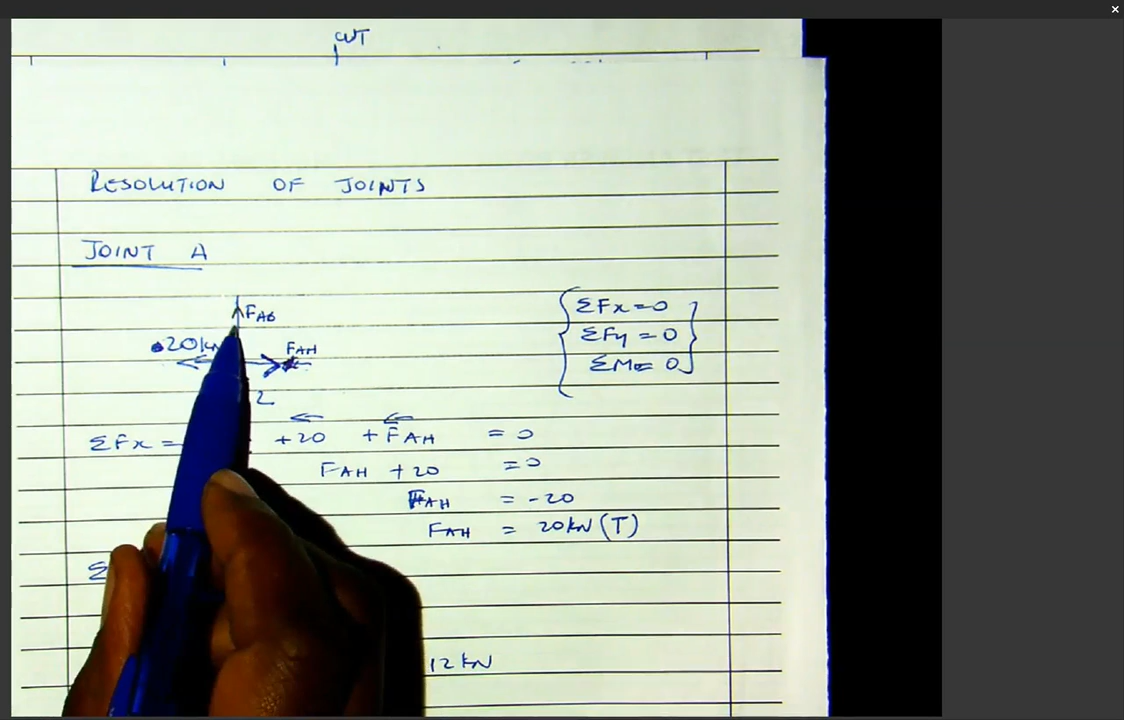 CUT
RESOLUTION OF JOINTS
JOINT A
FAB
20kN
FAH
2
ΣFx = 0
ΣFy = 0
ΣM = 0
ΣFx = +20 + FAH = 0
FAH + 20 = 0
FAH = -20
FAH = 20kN (T)
Σ
12kN